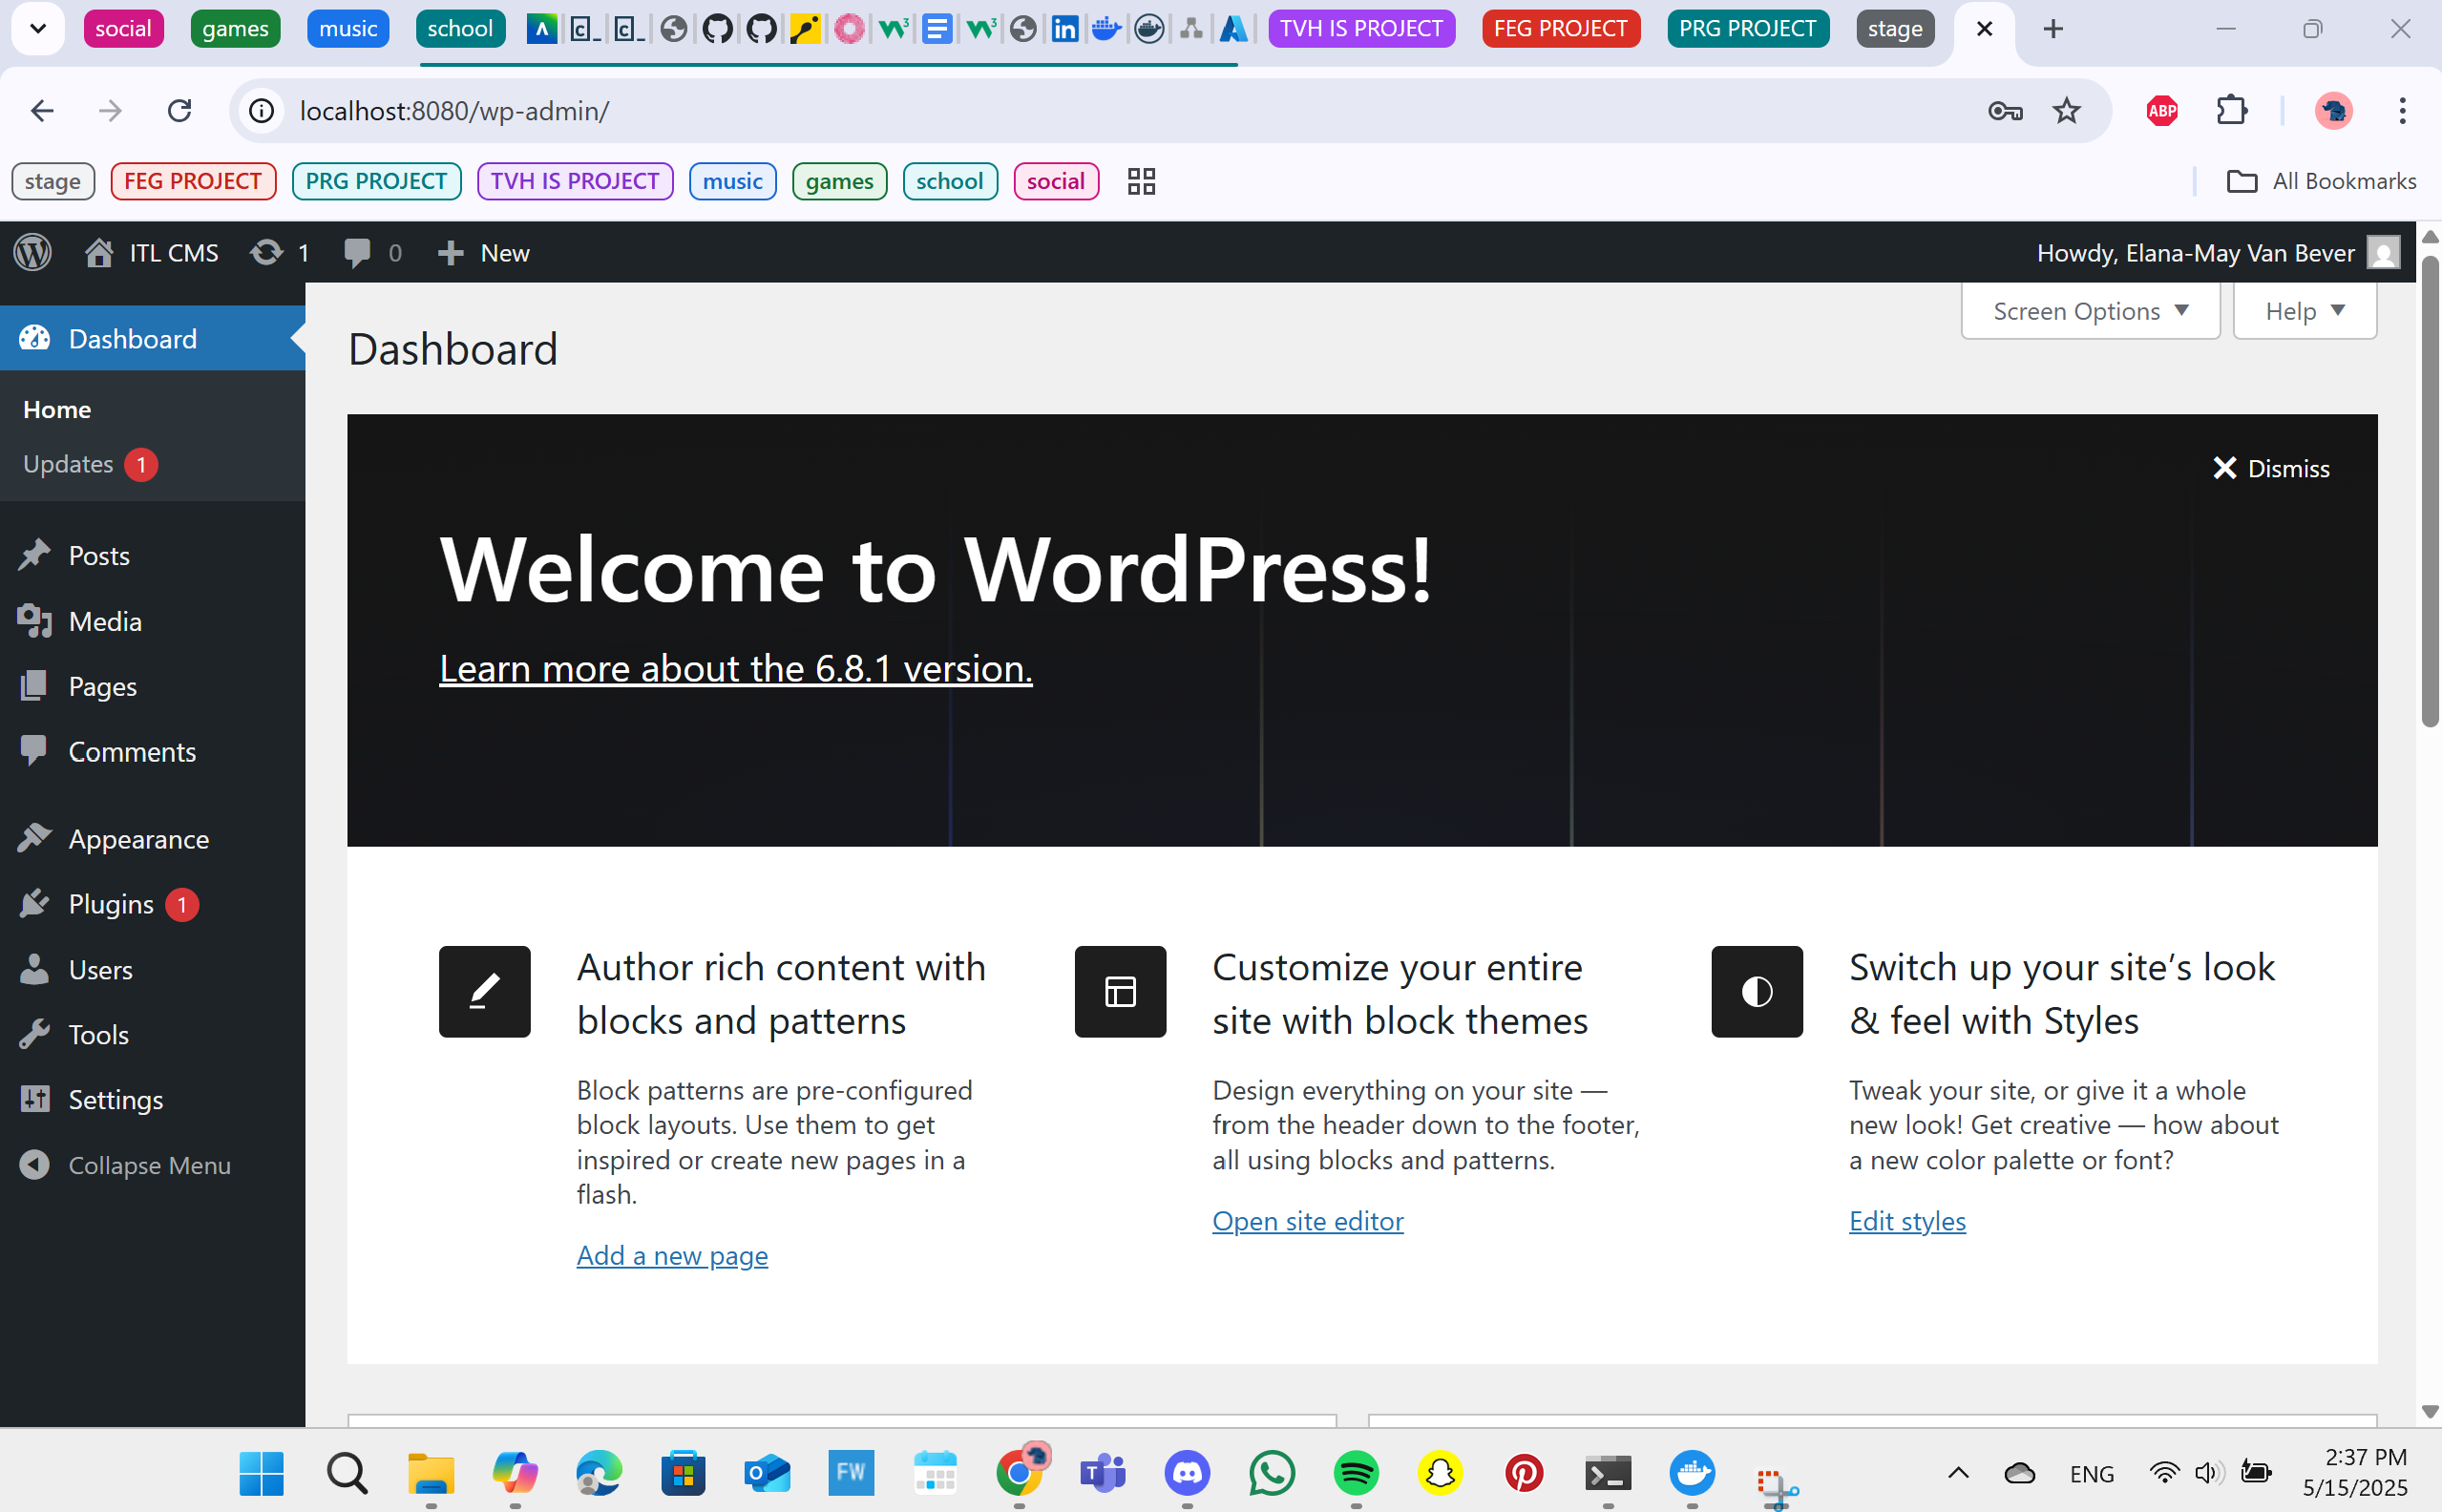 social games music school TVH IS PROJECT FEG PROJECT PRG PROJECT stage
localhost:8080/wp-admin/
ABP
stage FEG PROJECT PRG PROJECT TVH IS PROJECT music games school social All Bookmarks
ITL CMS 1 0 New Howdy, Elana-May Van Bever
Screen Options Help
Dashboard
Home
Updates 1
Posts
Media
Pages
Comments
Appearance
Plugins 1
Users
Tools
Settings
Collapse Menu
Dashboard
Dismiss
Welcome to WordPress!
Learn more about the 6.8.1 version.
Author rich content with
blocks and patterns
Block patterns are pre-configured
block layouts. Use them to get
inspired or create new pages in a
flash.
Add a new page
Customize your entire
site with block themes
Design everything on your site —
from the header down to the footer,
all using blocks and patterns.
Open site editor
Switch up your site’s look
& feel with Styles
Tweak your site, or give it a whole
new look! Get creative — how about
a new color palette or font?
Edit styles
FW
ENG
2:37 PM
5/15/2025